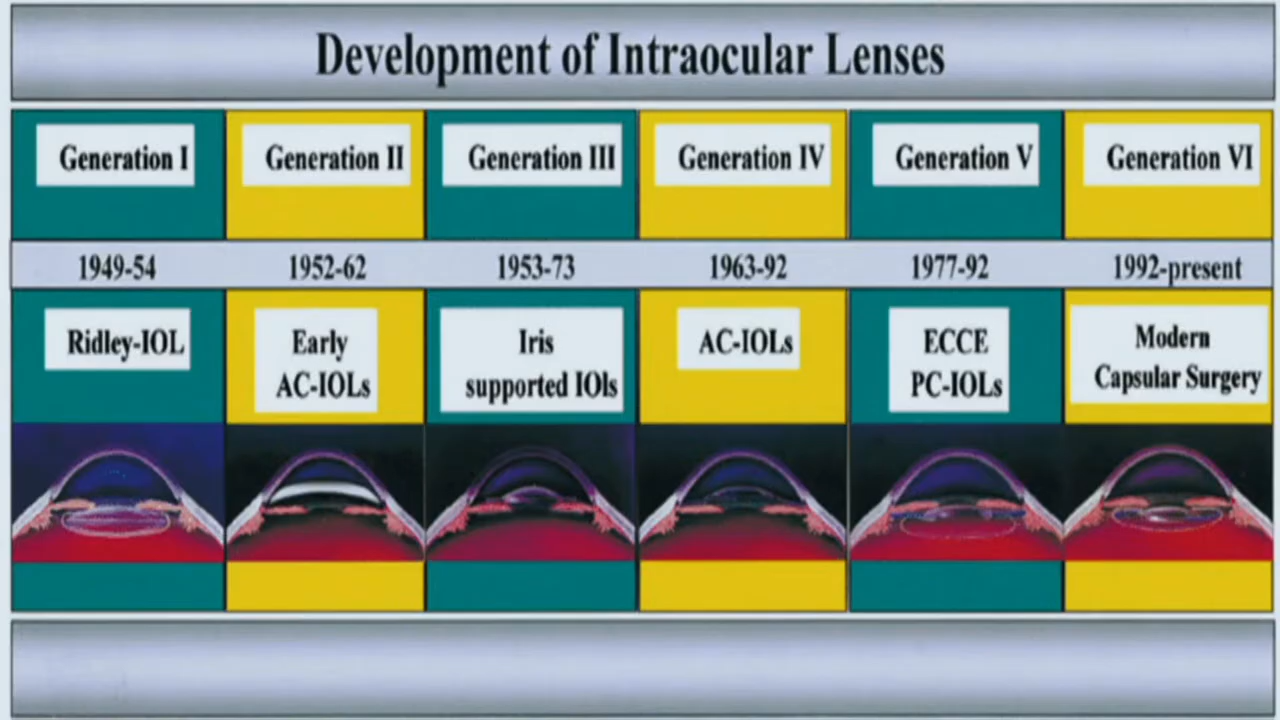 Development of Intraocular Lenses
Generation I
Generation II
Generation III
Generation IV
Generation V
Generation VI
1949-54
1952-62
1953-73
1963-92
1977-92
1992-present
Ridley-IOL
Early
AC-IOLs
Iris
supported IOls
AC-IOLs
ECCE
PC-IOLs
Modern
Capsular Surgery